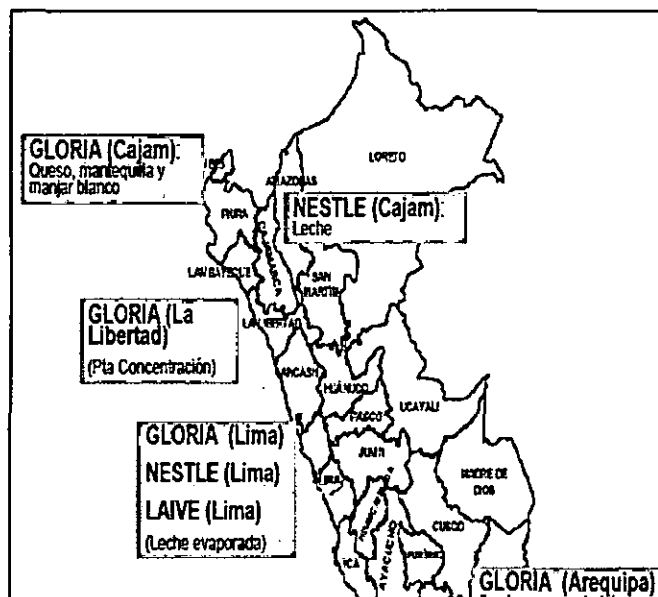 GLORIA (Cajam):
Queso, mantequilla y
manjar blanco
LORETO
AMAZONAS
NESTLE (Cajam):
Leche
PIURA
CAJAMARCA
LAMBAYEQUE
SAN
MARTIN
GLORIA (La
Libertad)
(Pta Concentración)
LA LIBERTAD
ANCASH
HUANUCO
UCAYALI
PASCO
GLORIA (Lima)
NESTLE (Lima)
LAIVE (Lima)
(Leche evaporada)
JUNIN
MADRE DE
DIOS
CUSCO
ICA
AYACUCHO
GLORIA (Arequipa)